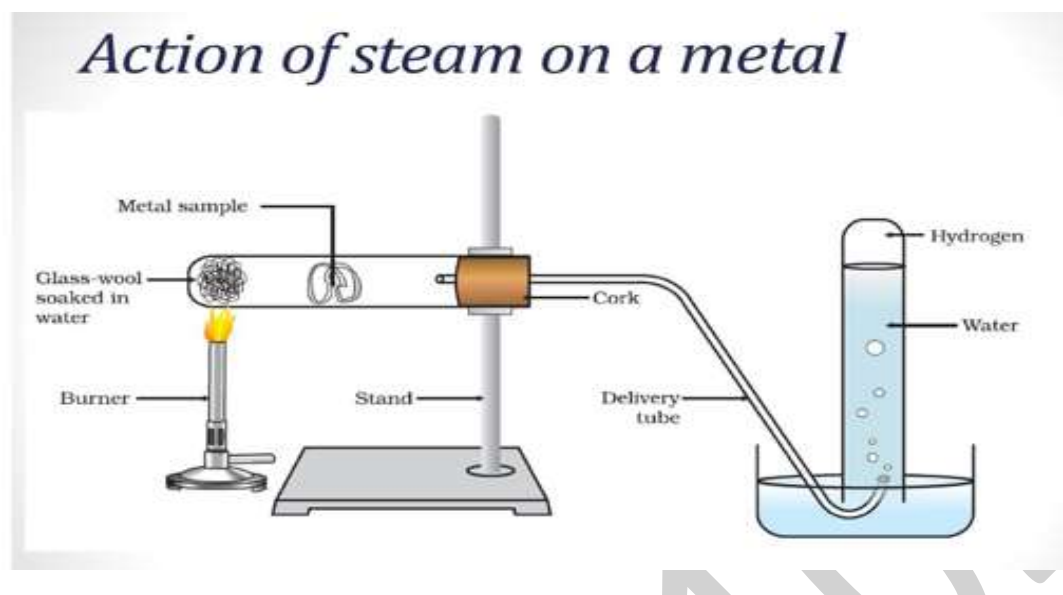 Action of steam on a metal
Metal sample
Hydrogen
Glass-wool
soaked in
water
Cork
Water
Burner
Stand
Delivery
tube